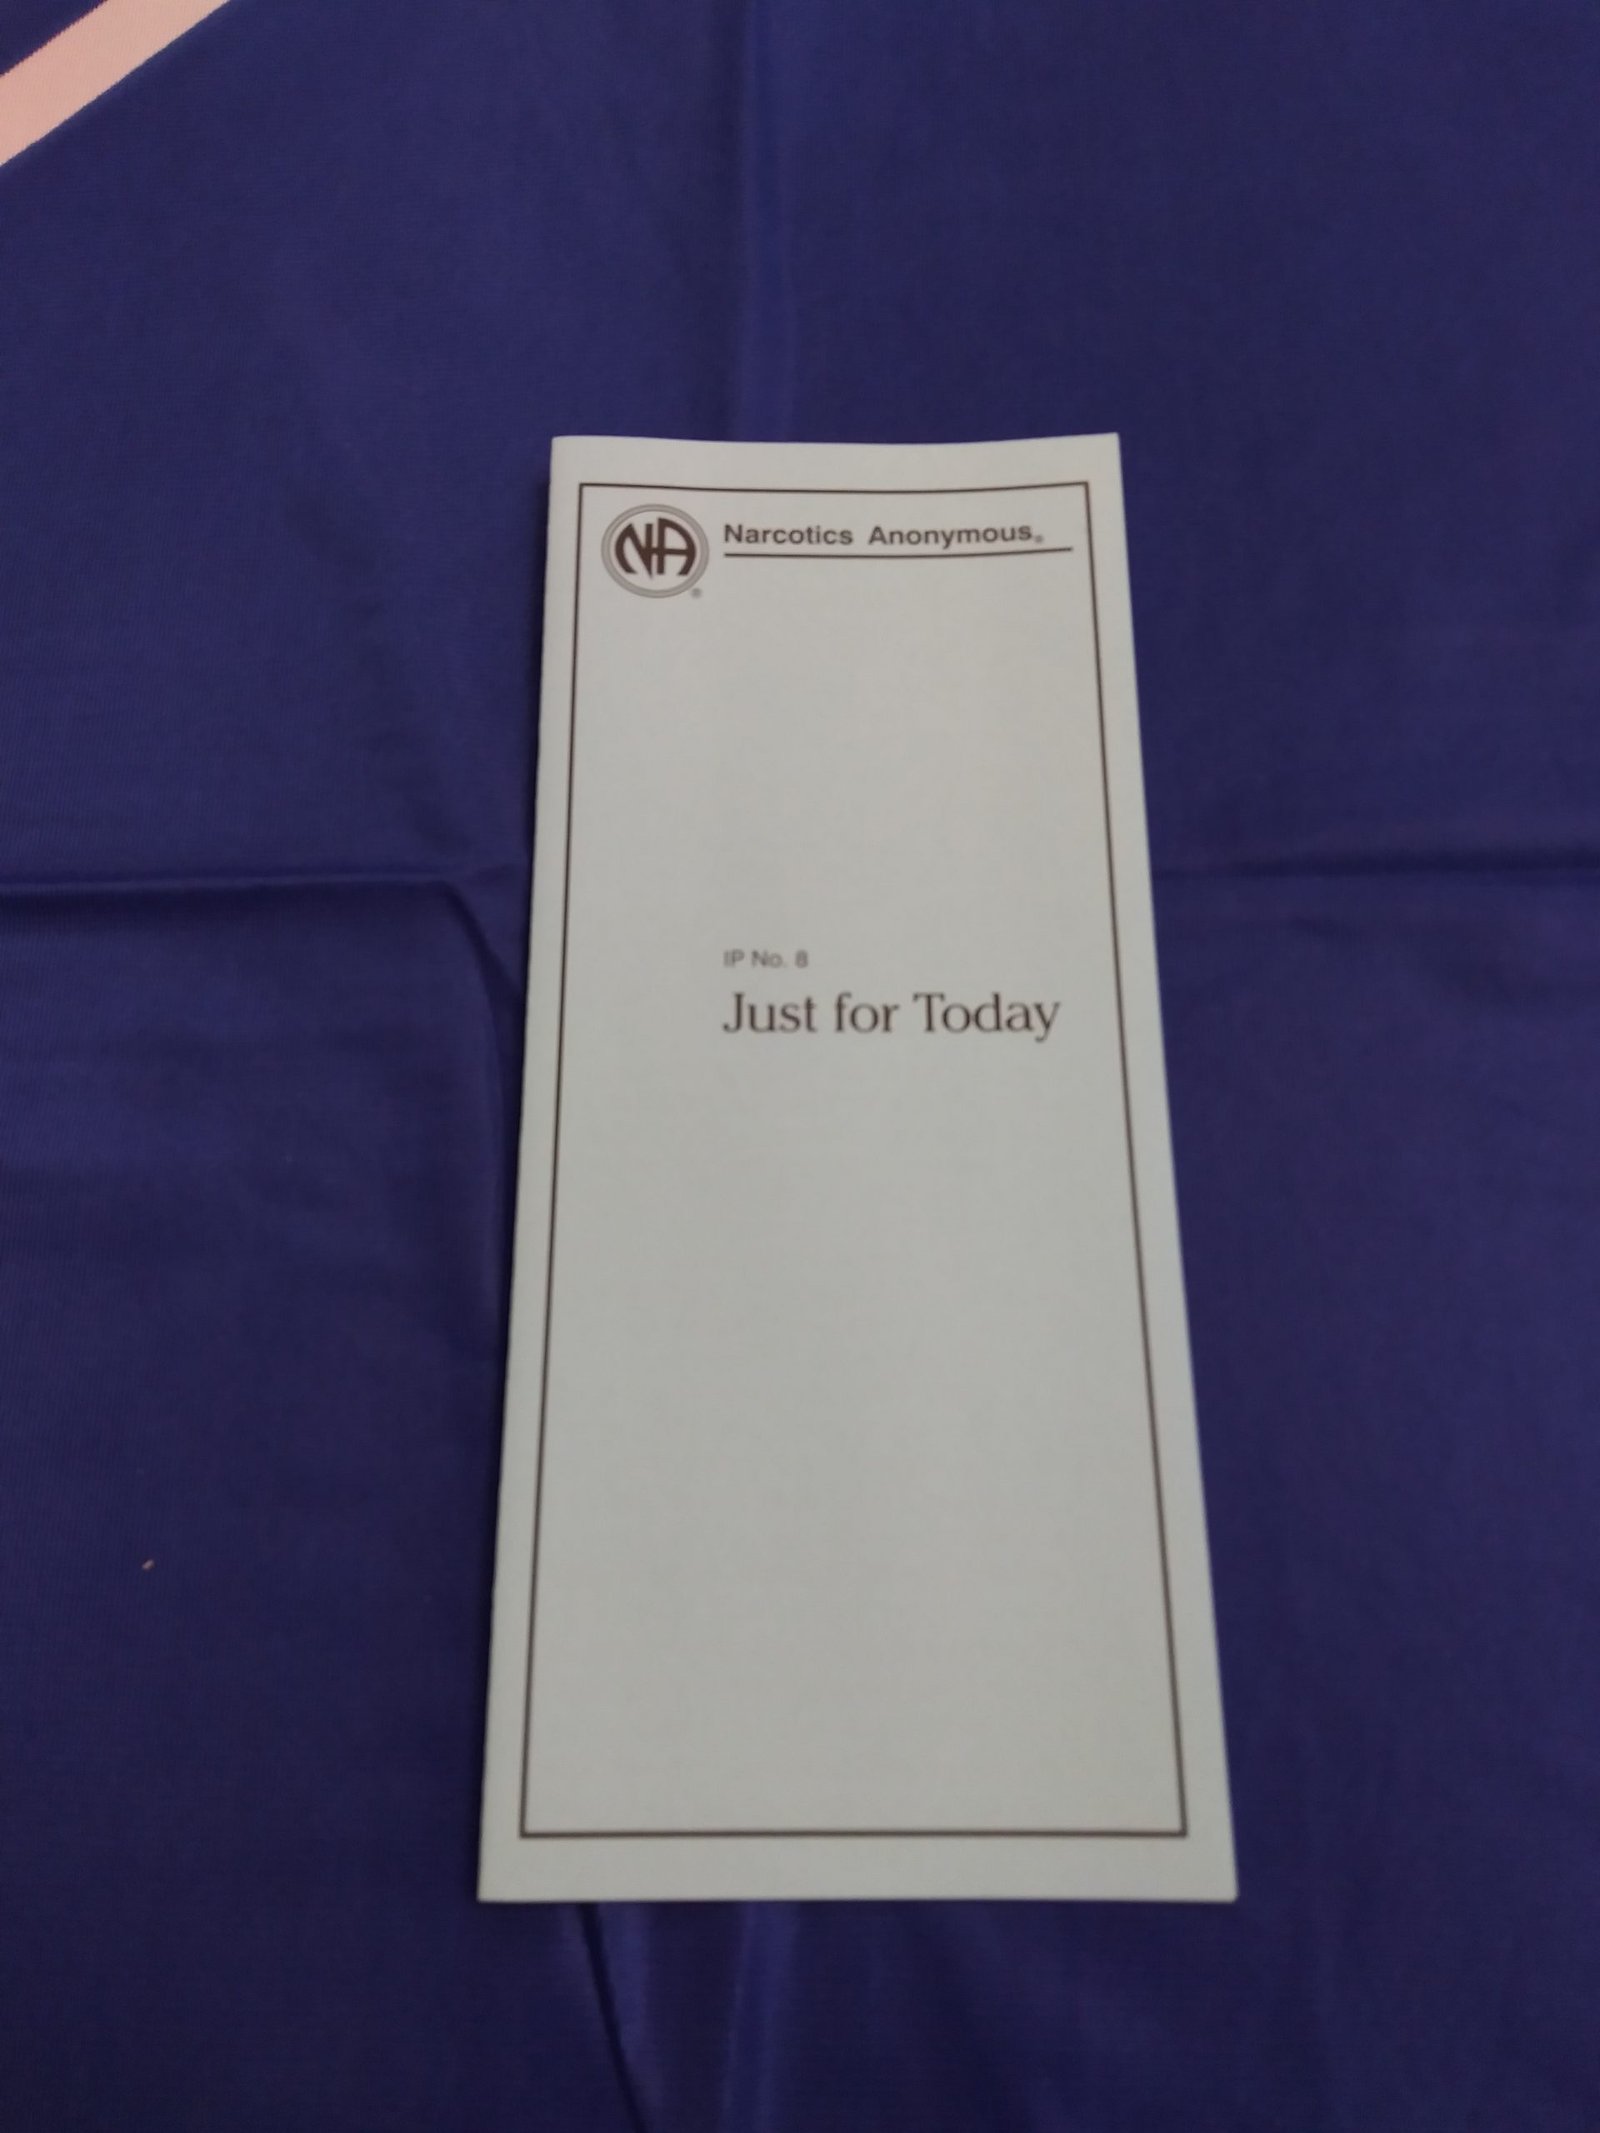 NA®
Narcotics Anonymous®
IP No. 8
Just for Today